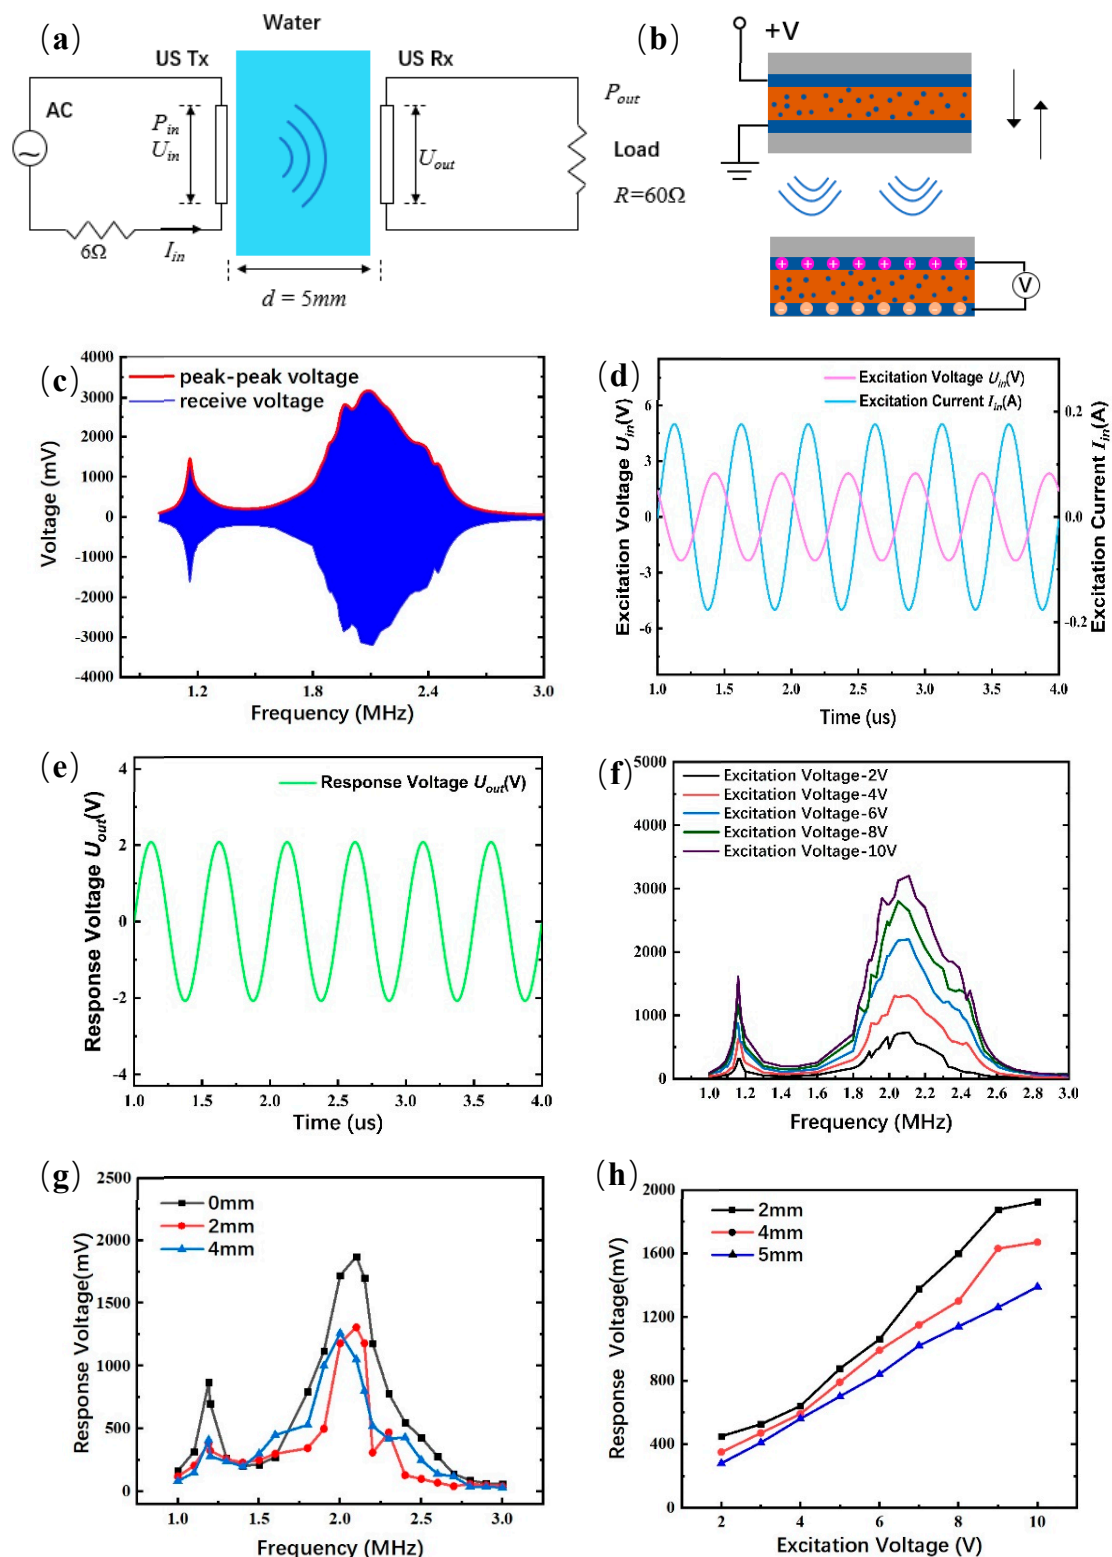 (a)
Water
US Tx
US Rx
AC
P_in
U_in
U_out
P_out
Load
R=60Ω
6Ω
I_in
d = 5mm
(b)
+V
V
(c)
4000
3000
2000
1000
0
-1000
-2000
-3000
-4000
Voltage (mV)
peak-peak voltage
receive voltage
1.2
1.8
2.4
3.0
Frequency (MHz)
(d)
Excitation Voltage U_in(V)
Excitation Current I_in(A)
6
3
0
-3
-6
Excitation Voltage U_in(V)
0.2
0.0
-0.2
Excitation Current I_in(A)
1.0
1.5
2.0
2.5
3.0
3.5
4.0
Time (us)
(e)
Response Voltage U_out(V)
4
2
0
-2
-4
Response Voltage U_out(V)
1.0
1.5
2.0
2.5
3.0
3.5
4.0
Time (us)
(f)
5000
4000
3000
2000
1000
0
Excitation Voltage-2V
Excitation Voltage-4V
Excitation Voltage-6V
Excitation Voltage-8V
Excitation Voltage-10V
1.0
1.2
1.4
1.6
1.8
2.0
2.2
2.4
2.6
2.8
3.0
Frequency (MHz)
(g)
2500
2000
1500
1000
500
0
Response Voltage(mV)
0mm
2mm
4mm
1.0
1.5
2.0
2.5
3.0
Frequency (MHz)
(h)
2000
1600
1200
800
400
0
Response Voltage(mV)
2mm
4mm
5mm
2
4
6
8
10
Excitation Voltage (V)